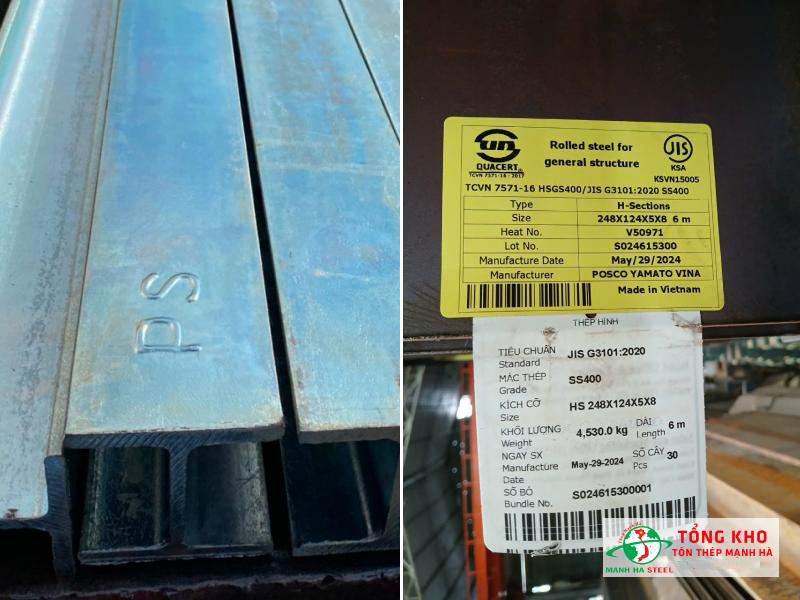 PS
QUACERT
TCVN 7571-16 : 2017
Rolled steel for
general structure
JIS
KSA
KSVN15005
TCVN 7571-16 HSGS400/JIS G3101:2020 SS400
Type H-Sections
Size 248X124X5X8 6 m
Heat No. V50971
Lot No. S024615300
Manufacture Date May/29/2024
Manufacturer POSCO YAMATO VINA
Made in Vietnam
THÉP HÌNH
TIÊU CHUẨN JIS G3101:2020
Standard
MÁC THÉP SS400
Grade
KÍCH CỠ HS 248X124X5X8
Size
KHỐI LƯỢNG 4,530.0 kg DÀI 6 m
Weight Length
NGAY SX May-29-2024 SỐ CÂY 30
Manufacture Pcs
Date
SỐ BÓ S024615300001
Bundle No.
MANH HA STEEL
TỔNG KHO
TÔN THÉP MẠNH HÀ